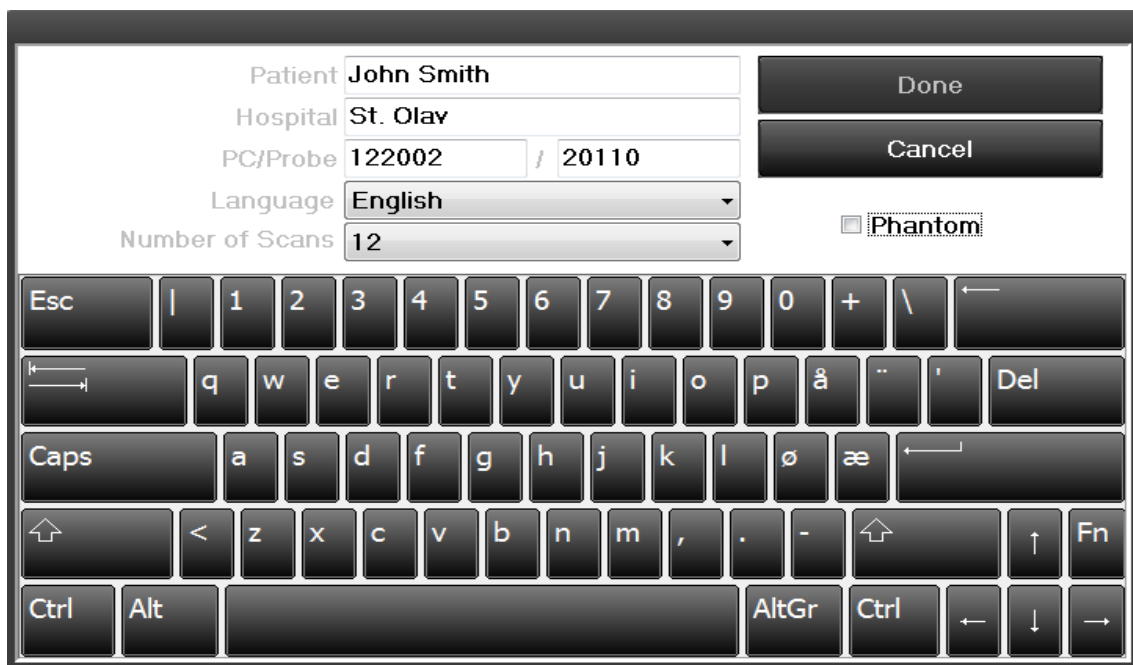 Patient John Smith
Done
Hospital St. Olav
Cancel
PC/Probe 122002 / 20110
Language English
Phantom
Number of Scans 12
Esc | 1 2 3 4 5 6 7 8 9 0 + \ ←
q w e r t y u i o p å ¨ ' Del
Caps a s d f g h j k l ø æ
< z x c v b n m , . - ↑ Fn
Ctrl Alt AltGr Ctrl ← ↓ →